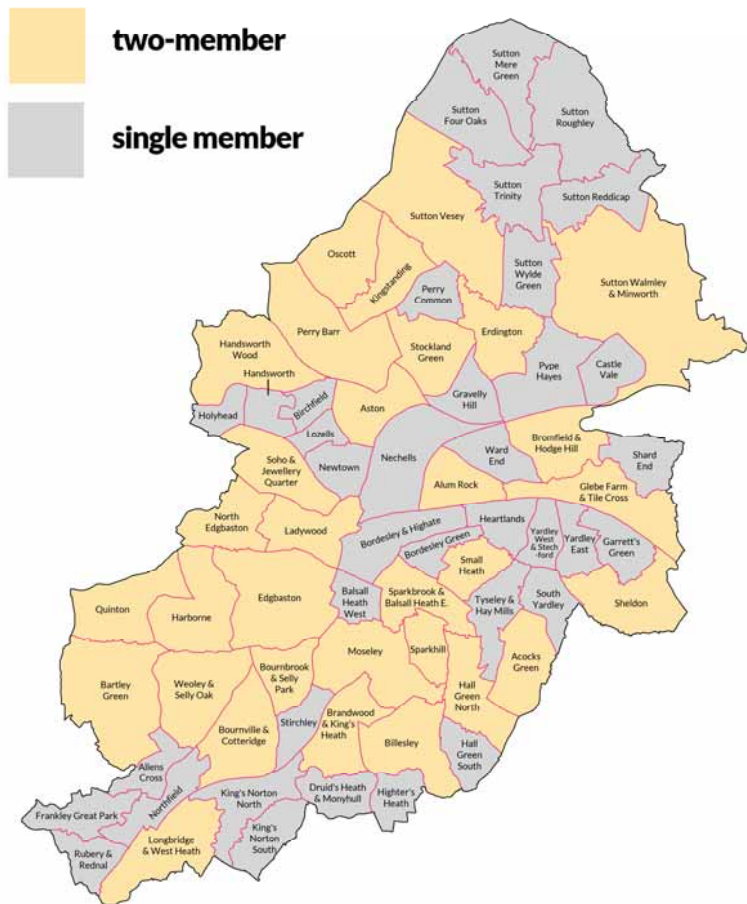 two-member
single member
Sutton
Mere
Green
Sutton
Four Oaks
Sutton
Roughley
Sutton
Trinity
Sutton Reddicap
Sutton Vesey
Oscott
Kingstanding
Sutton
Wylde
Green
Sutton Walmley
& Minworth
Perry
Common
Perry Barr
Erdington
Stockland
Green
Handsworth
Wood
Handsworth
Pype
Hayes
Castle
Vale
Gravelly
Hill
Birchfield
Holyhead
Aston
Lozells
Bromfield &
Hodge Hill
Ward
End
Shard
End
Nechells
Soho &
Jewellery
Quarter
Newtown
Alum Rock
Glebe Farm
& Tile Cross
North
Edgbaston
Ladywood
Bordesley & Highate
Heartlands
Bordesley Green
Yardley
West
& Stech
-ford
Yardley
East
Garrett's
Green
Small
Heath
Edgbaston
Balsall
Heath
West
Sparkbrook &
Balsall Heath E.
Tyseley &
Hay Mills
South
Yardley
Sheldon
Quinton
Harborne
Moseley
Sparkhill
Acocks
Green
Bartley
Green
Weoley &
Selly Oak
Bournbrook
& Selly
Park
Hall
Green
North
Bournville &
Cotteridge
Stirchley
Brandwood
& King's
Heath
Billesley
Hall
Green
South
Allens
Cross
Northfield
King's Norton
North
Druid's Heath
& Monyhull
Highter's
Heath
Frankley Great Park
King's
Norton
South
Longbridge
& West Heath
Rubery &
Rednal